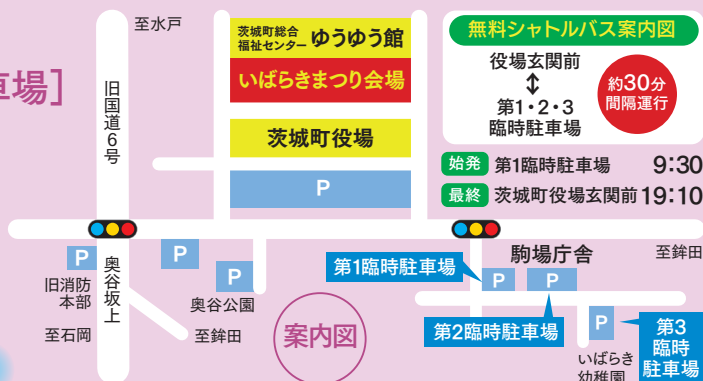 車場]
至水戸
旧国道6号
茨城町総合
福祉センター ゆうゆう館
いばらきまつり会場
茨城町役場
P
無料シャトルバス案内図
役場玄関前
↕
第1・2・3
臨時駐車場
約30分
間隔運行
始発 第1臨時駐車場 9:30
最終 茨城町役場玄関前 19:10
P
旧消防
本部
奥谷坂上
至石岡
P
P
奥谷公園
至鉾田
案内図
駒場庁舎
至鉾田
第1臨時駐車場
P
P
第2臨時駐車場
P
いばらき
幼稚園
第3
臨時
駐車場